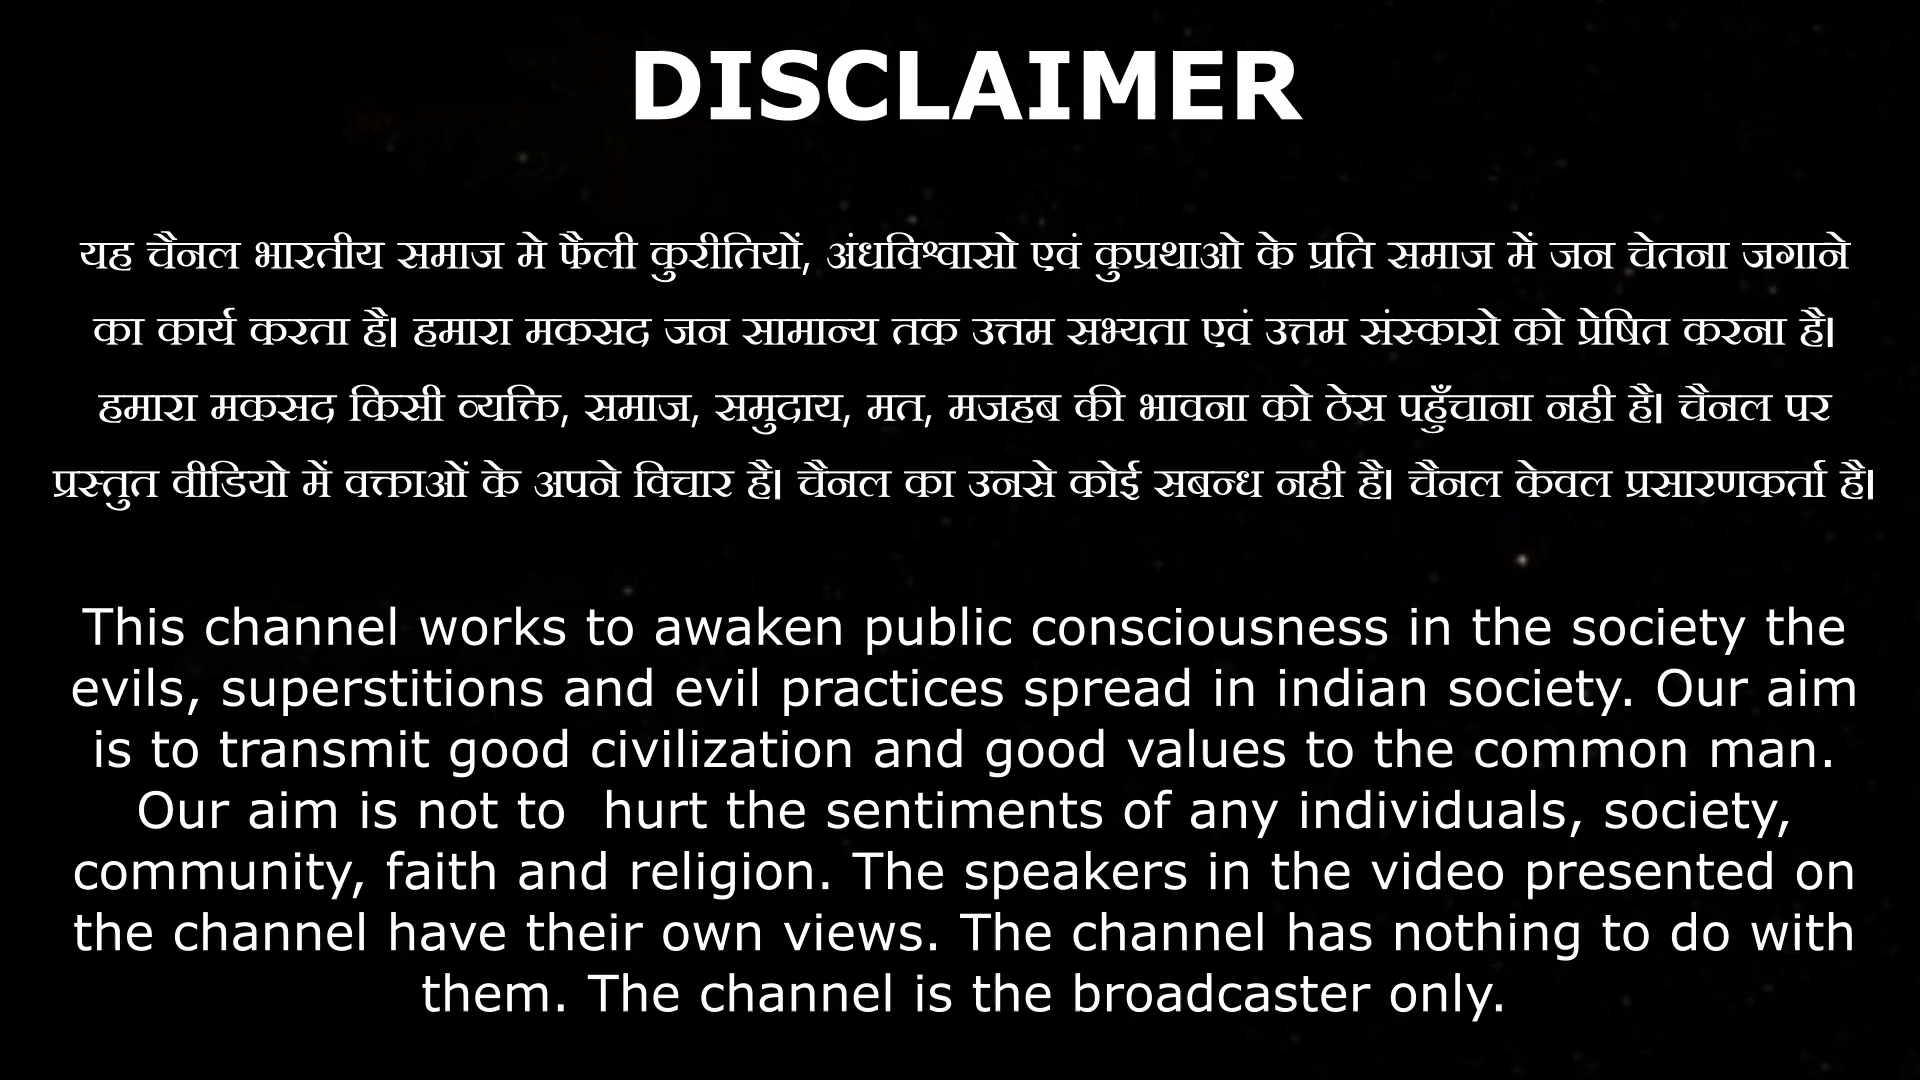 DISCLAIMER
यह चैनल भारतीय समाज मे फैली कुरीतियों, अंधविश्वासो एवं कुप्रथाओ के प्रति समाज में जन चेतना जगाने
का कार्य करता है। हमारा मकसद जन सामान्य तक उत्तम सभ्यता एवं उत्तम संस्कारो को प्रेषित करना है।
हमारा मकसद किसी व्यक्ति, समाज, समुदाय, मत, मजहब की भावना को ठेस पहुँचाना नही है। चैनल पर
प्रस्तुत वीडियो में वक्ताओं के अपने विचार है। चैनल का उनसे कोई सबन्ध नही है। चैनल केवल प्रसारणकर्ता है।
This channel works to awaken public consciousness in the society the
evils, superstitions and evil practices spread in indian society. Our aim
is to transmit good civilization and good values to the common man.
Our aim is not to  hurt the sentiments of any individuals, society,
community, faith and religion. The speakers in the video presented on
the channel have their own views. The channel has nothing to do with
them. The channel is the broadcaster only.